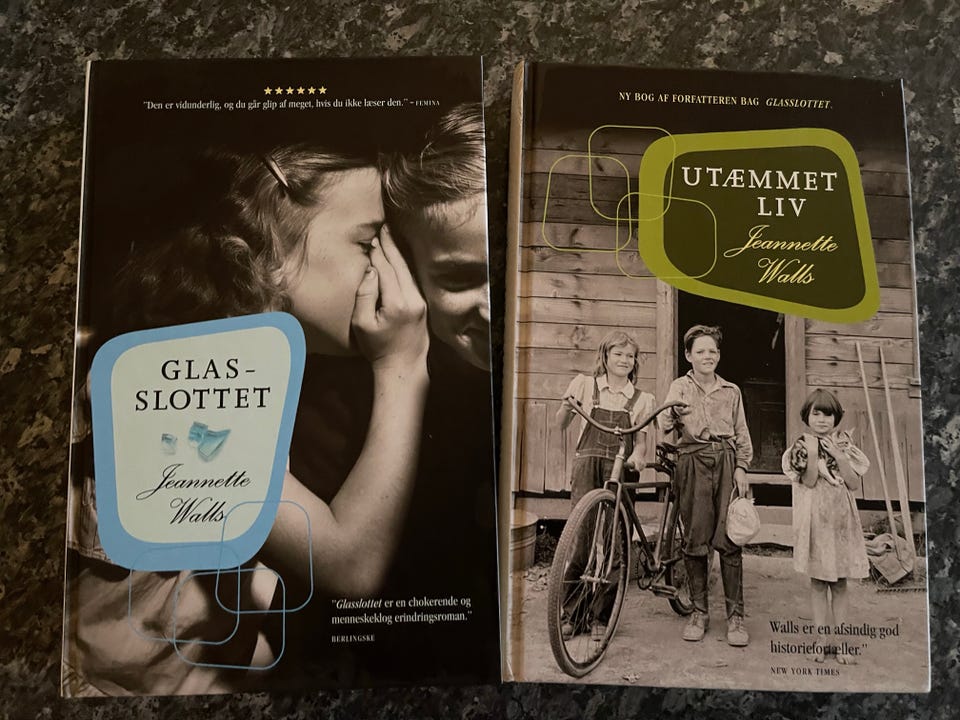 ★★★★★★
"Den er vidunderlig, og du går glip af meget, hvis du ikke læser den." – FEMINA
GLAS-
SLOTTET
Jeannette
Walls
"Glasslottet er en chokerende og
menneskeklog erindringsroman."
BERLINGSKE
NY BOG AF FORFATTEREN BAG GLASSLOTTET.
UTÆMMET
LIV
Jeannette
Walls
Walls er en afsindig god
historiefortæller."
NEW YORK TIMES